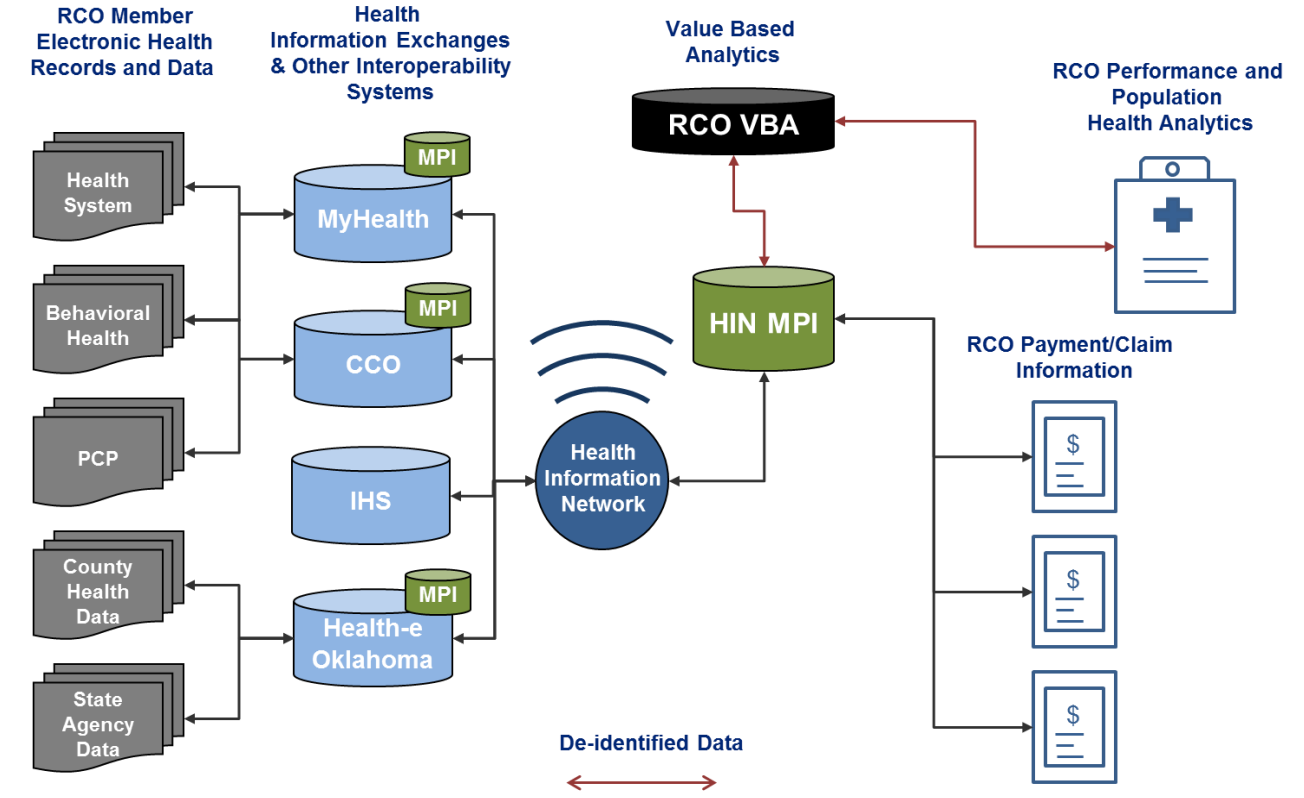 RCO Member
Electronic Health
Records and Data
Health
Information Exchanges
& Other Interoperability
Systems
Value Based
Analytics
RCO Performance and
Population
Health Analytics
Health
System
Behavioral
Health
PCP
County
Health
Data
State
Agency
Data
MPI
MyHealth
MPI
CCO
IHS
MPI
Health-e
Oklahoma
Health
Information
Network
RCO VBA
HIN MPI
RCO Payment/Claim
Information
$
$
$
De-identified Data